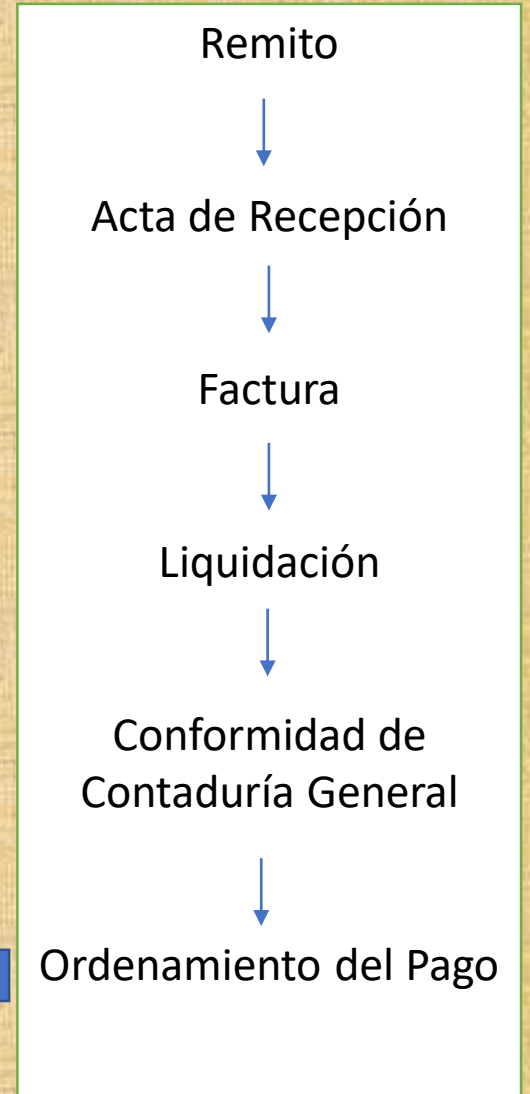 Remito
Acta de Recepción
Factura
Liquidación
Conformidad de
Contaduría General
Ordenamiento del Pago